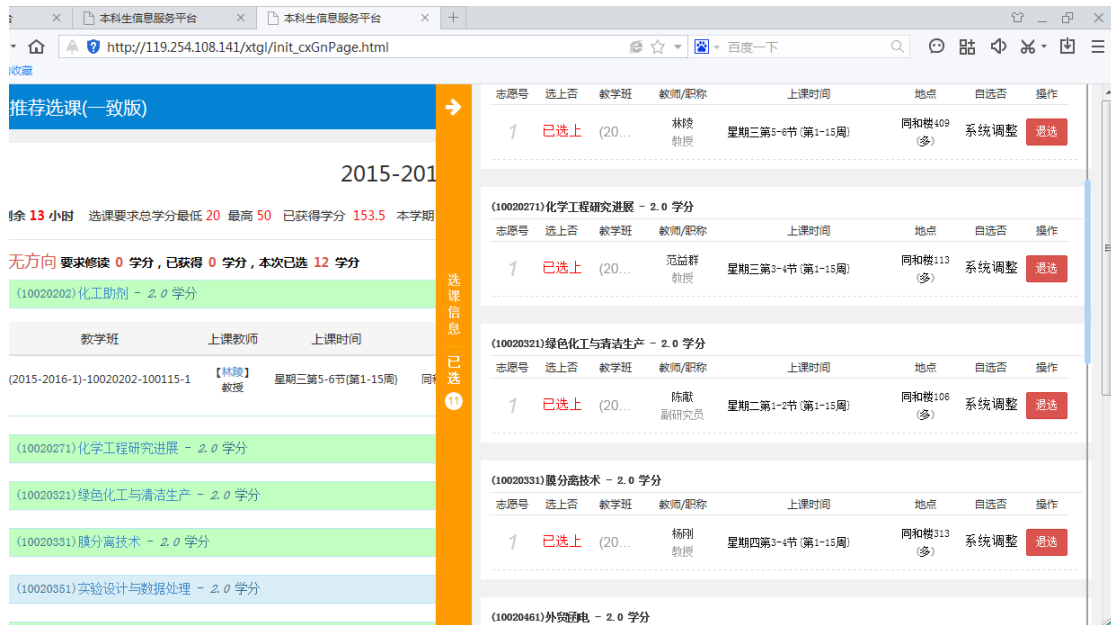 台
本科生信息服务平台
本科生信息服务平台
http://119.254.108.141/xtgl/init_cxGnPage.html
百度一下
收藏
推荐选课(一致版)
2015-201
剩余 13 小时 选课要求总学分最低 20 最高 50 已获得学分 153.5 本学期
无方向 要求修读 0 学分，已获得 0 学分，本次已选 12 学分
(10020202)化工助剂 - 2.0 学分
教学班 上课教师 上课时间
(2015-2016-1)-10020202-100115-1 【林陵】 教授 星期三第5-6节{第1-15周} 同和
(10020271)化学工程研究进展 - 2.0 学分
(10020321)绿色化工与清洁生产 - 2.0 学分
(10020331)膜分离技术 - 2.0 学分
(10020351)实验设计与数据处理 - 2.0 学分
选课信息
已选
11
志愿号 选上否 教学班 教师/职称 上课时间 地点 自选否 操作
1 已选上 (20... 林陵 教授 星期三第5-6节{第1-15周} 同和楼409(多) 系统调整 退选
(10020271)化学工程研究进展 - 2.0 学分
志愿号 选上否 教学班 教师/职称 上课时间 地点 自选否 操作
1 已选上 (20... 范益群 教授 星期三第3-4节{第1-15周} 同和楼113(多) 系统调整 退选
(10020321)绿色化工与清洁生产 - 2.0 学分
志愿号 选上否 教学班 教师/职称 上课时间 地点 自选否 操作
1 已选上 (20... 陈献 副研究员 星期二第1-2节{第1-15周} 同和楼106(多) 系统调整 退选
(10020331)膜分离技术 - 2.0 学分
志愿号 选上否 教学班 教师/职称 上课时间 地点 自选否 操作
1 已选上 (20... 杨刚 教授 星期四第3-4节{第1-15周} 同和楼313(多) 系统调整 退选
(10020461)外贸函电 - 2.0 学分